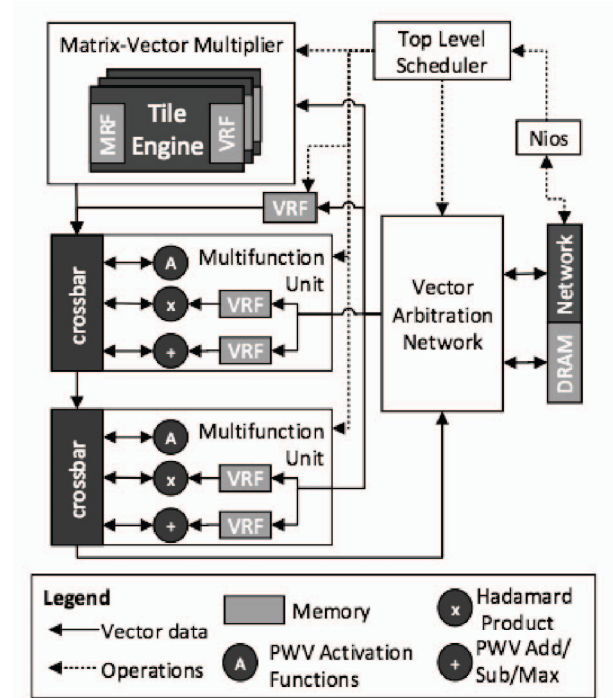 Matrix-Vector Multiplier
Top Level
Scheduler
MRF
Tile
Engine
VRF
Nios
VRF
crossbar
A
Multifunction
Unit
x
VRF
+
VRF
Vector
Arbitration
Network
Network
DRAM
crossbar
A
Multifunction
Unit
x
VRF
+
VRF
Legend
Vector data
Operations
Memory
A
PWV Activation
Functions
x
Hadamard
Product
+
PWV Add/
Sub/Max